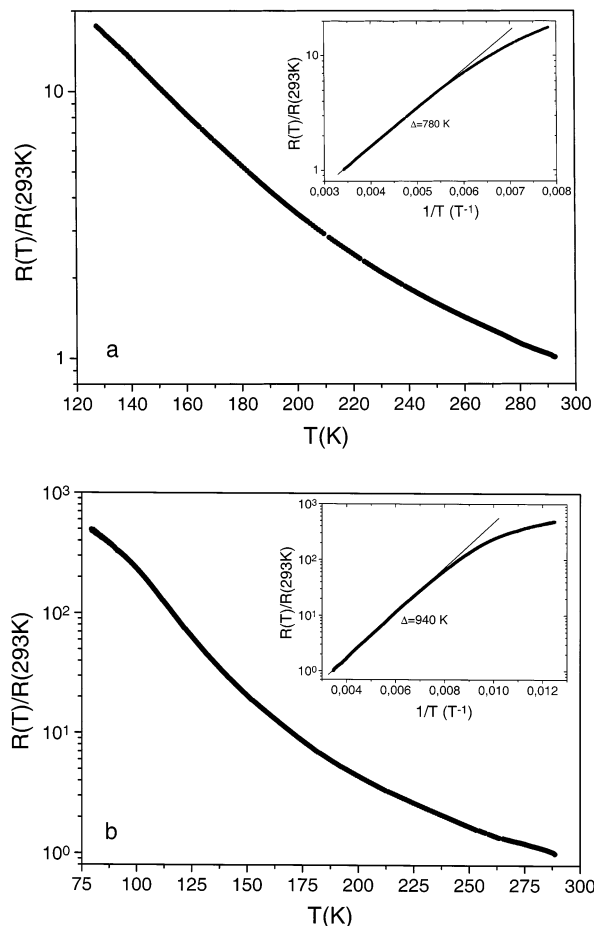 R(T)/R(293K)
10
1
120 140 160 180 200 220 240 260 280 300
T(K)
a
R(T)/R(293K)
10
1
Δ=780 K
0,003 0,004 0,005 0,006 0,007 0,008
1/T (T⁻¹)
R(T)/R(293K)
10³
10²
10¹
10⁰
75 100 125 150 175 200 225 250 275 300
T(K)
b
R(T)/R(293K)
10³
10²
10¹
10⁰
Δ=940 K
0,004 0,006 0,008 0,010 0,012
1/T (T⁻¹)